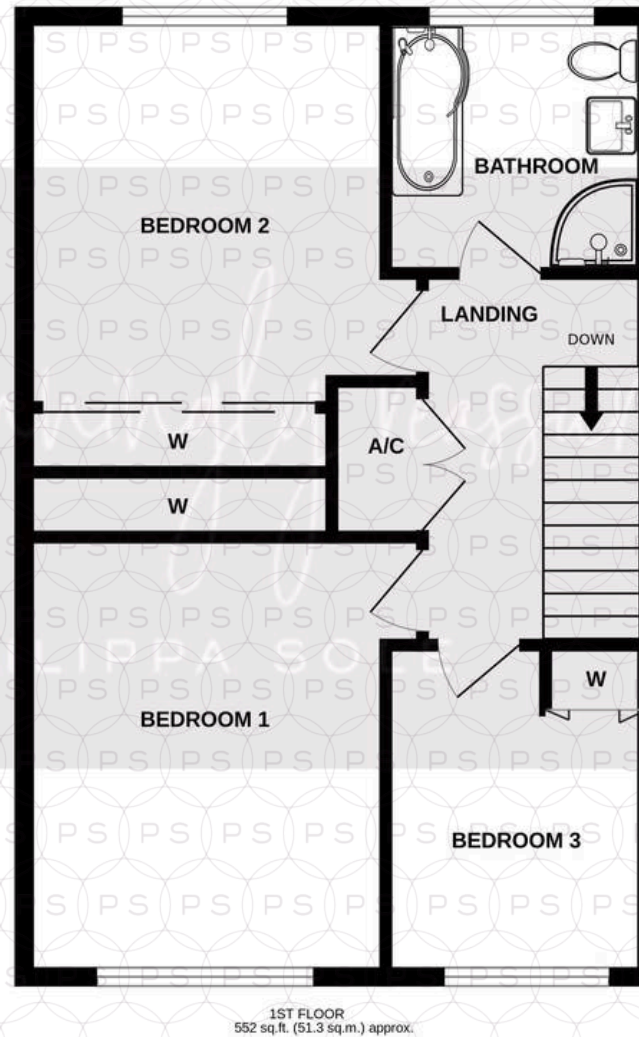 BATHROOM
BEDROOM 2
LANDING
DOWN
W
A/C
W
W
BEDROOM 1
BEDROOM 3
1ST FLOOR
552 sq.ft. (51.3 sq.m.) approx.